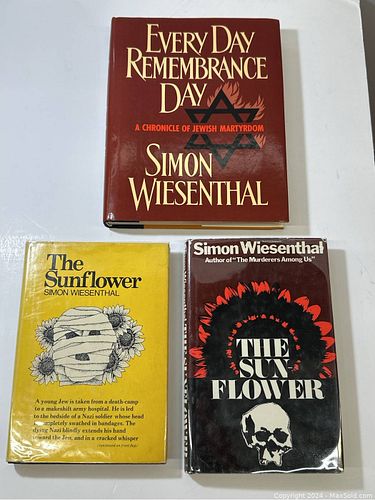 EVERY DAY
REMEMBRANCE
DAY
A CHRONICLE OF JEWISH MARTYRDOM
SIMON
WIESENTHAL
The
Sunflower
SIMON WIESENTHAL
A young Jew is taken from a death-camp
to a makeshift army hospital. He is led
to the bedside of a Nazi soldier whose head
completely swathed in bandages. The
dying Nazi blindly extends his hand
toward the Jew, and in a cracked whisper
Simon Wiesenthal
Author of "The Murderers Among Us"
THE
SUN-
FLOWER
Copyright 2024 - MaxSold.com